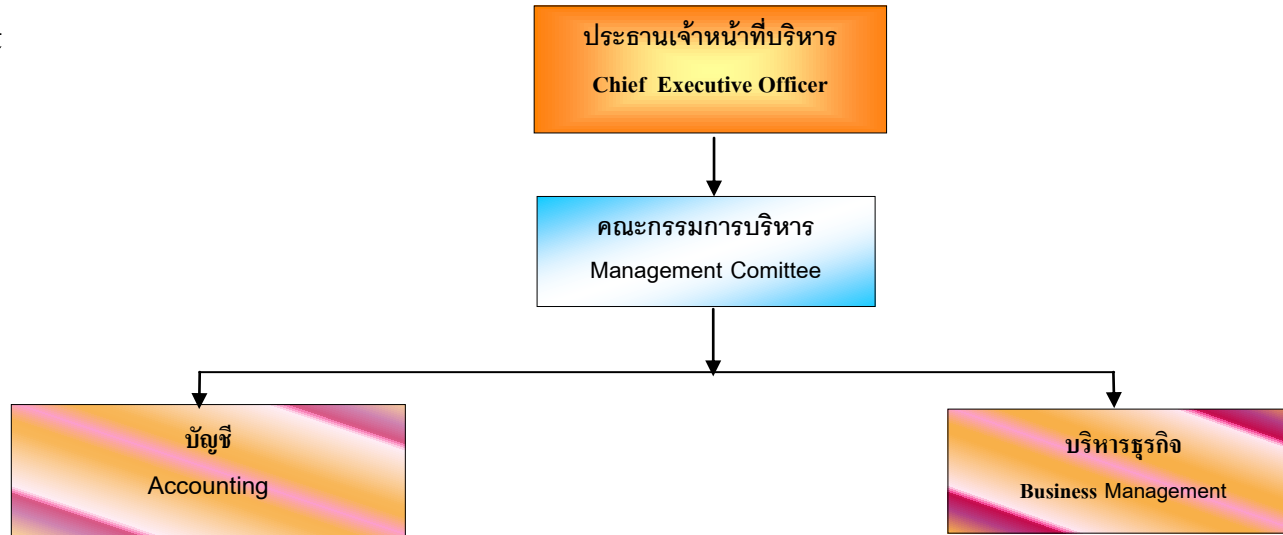 ประธานเจ้าหน้าที่บริหาร
Chief Executive Officer
คณะกรรมการบริหาร
Management Comittee
บัญชี
Accounting
บริหารธุรกิจ
Business Management